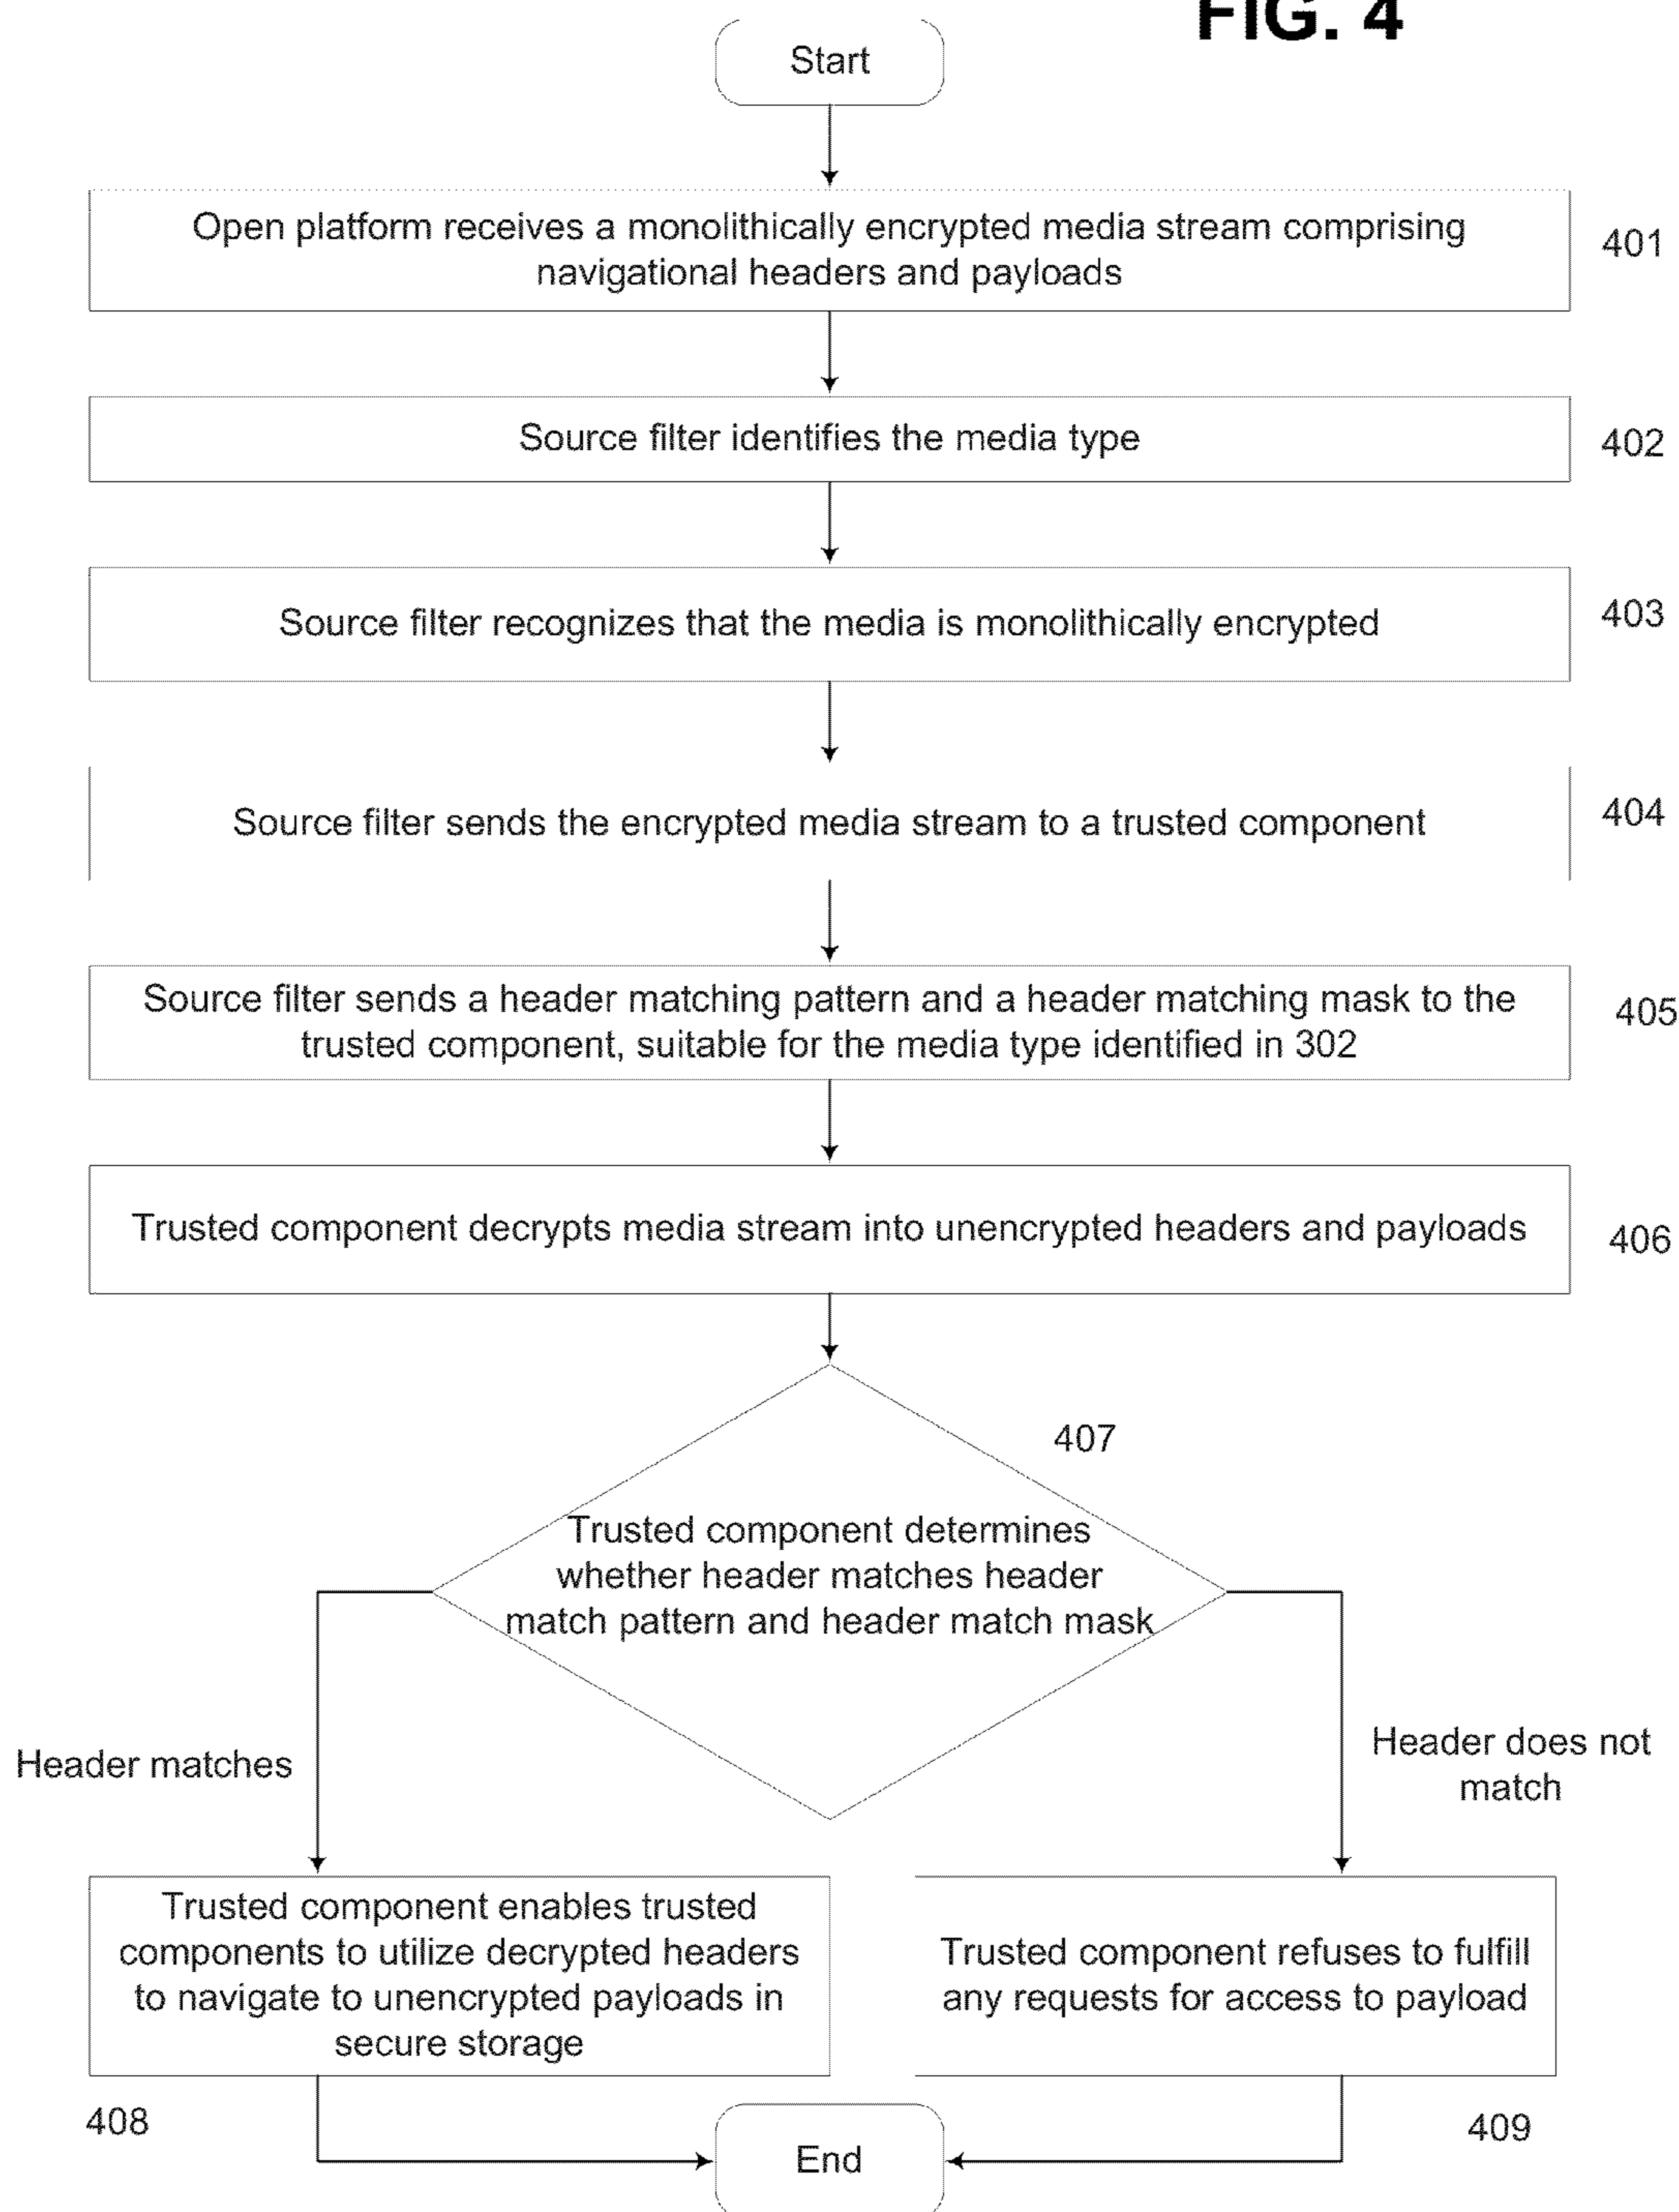 FIG. 4
Start
Open platform receives a monolithically encrypted media stream comprising
navigational headers and payloads
401
Source filter identifies the media type
402
Source filter recognizes that the media is monolithically encrypted
403
Source filter sends the encrypted media stream to a trusted component
404
Source filter sends a header matching pattern and a header matching mask to the
trusted component, suitable for the media type identified in 302
405
Trusted component decrypts media stream into unencrypted headers and payloads
406
407
Trusted component determines
whether header matches header
match pattern and header match mask
Header matches
Header does not
match
Trusted component enables trusted
components to utilize decrypted headers
to navigate to unencrypted payloads in
secure storage
Trusted component refuses to fulfill
any requests for access to payload
408
409
End